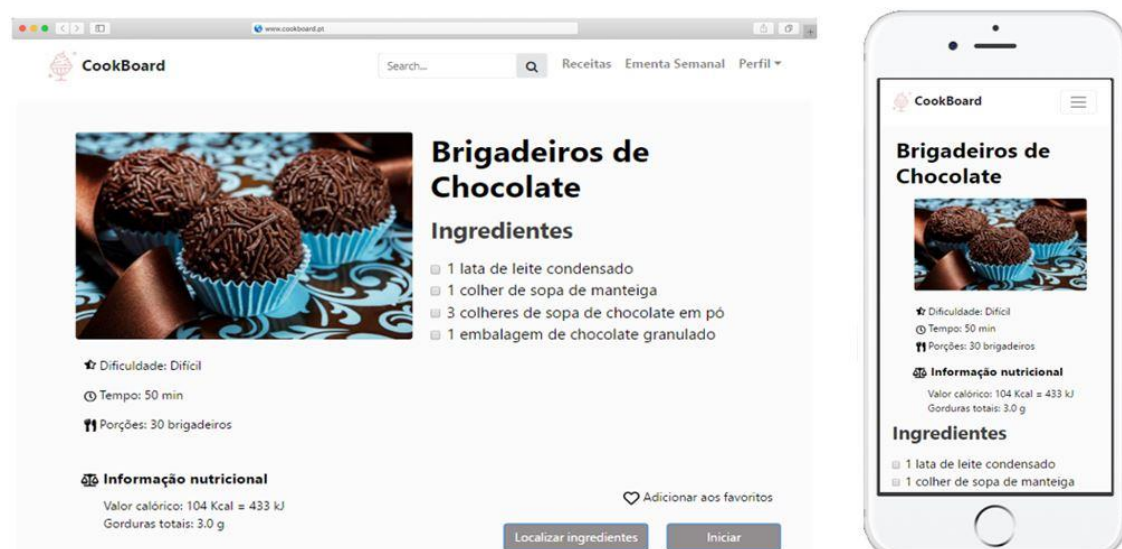 www.cookboard.pt
CookBoard
Search...
Receitas Ementa Semanal Perfil
Brigadeiros de
Chocolate
Ingredientes
1 lata de leite condensado
1 colher de sopa de manteiga
3 colheres de sopa de chocolate em pó
1 embalagem de chocolate granulado
Dificuldade: Difícil
Tempo: 50 min
Porções: 30 brigadeiros
Informação nutricional
Valor calórico: 104 Kcal = 433 kJ
Gorduras totais: 3.0 g
Adicionar aos favoritos
Localizar ingredientes
Iniciar
CookBoard
Brigadeiros de
Chocolate
Dificuldade: Difícil
Tempo: 50 min
Porções: 30 brigadeiros
Informação nutricional
Valor calórico: 104 Kcal = 433 kJ
Gorduras totais: 3.0 g
Ingredientes
1 lata de leite condensado
1 colher de sopa de manteiga